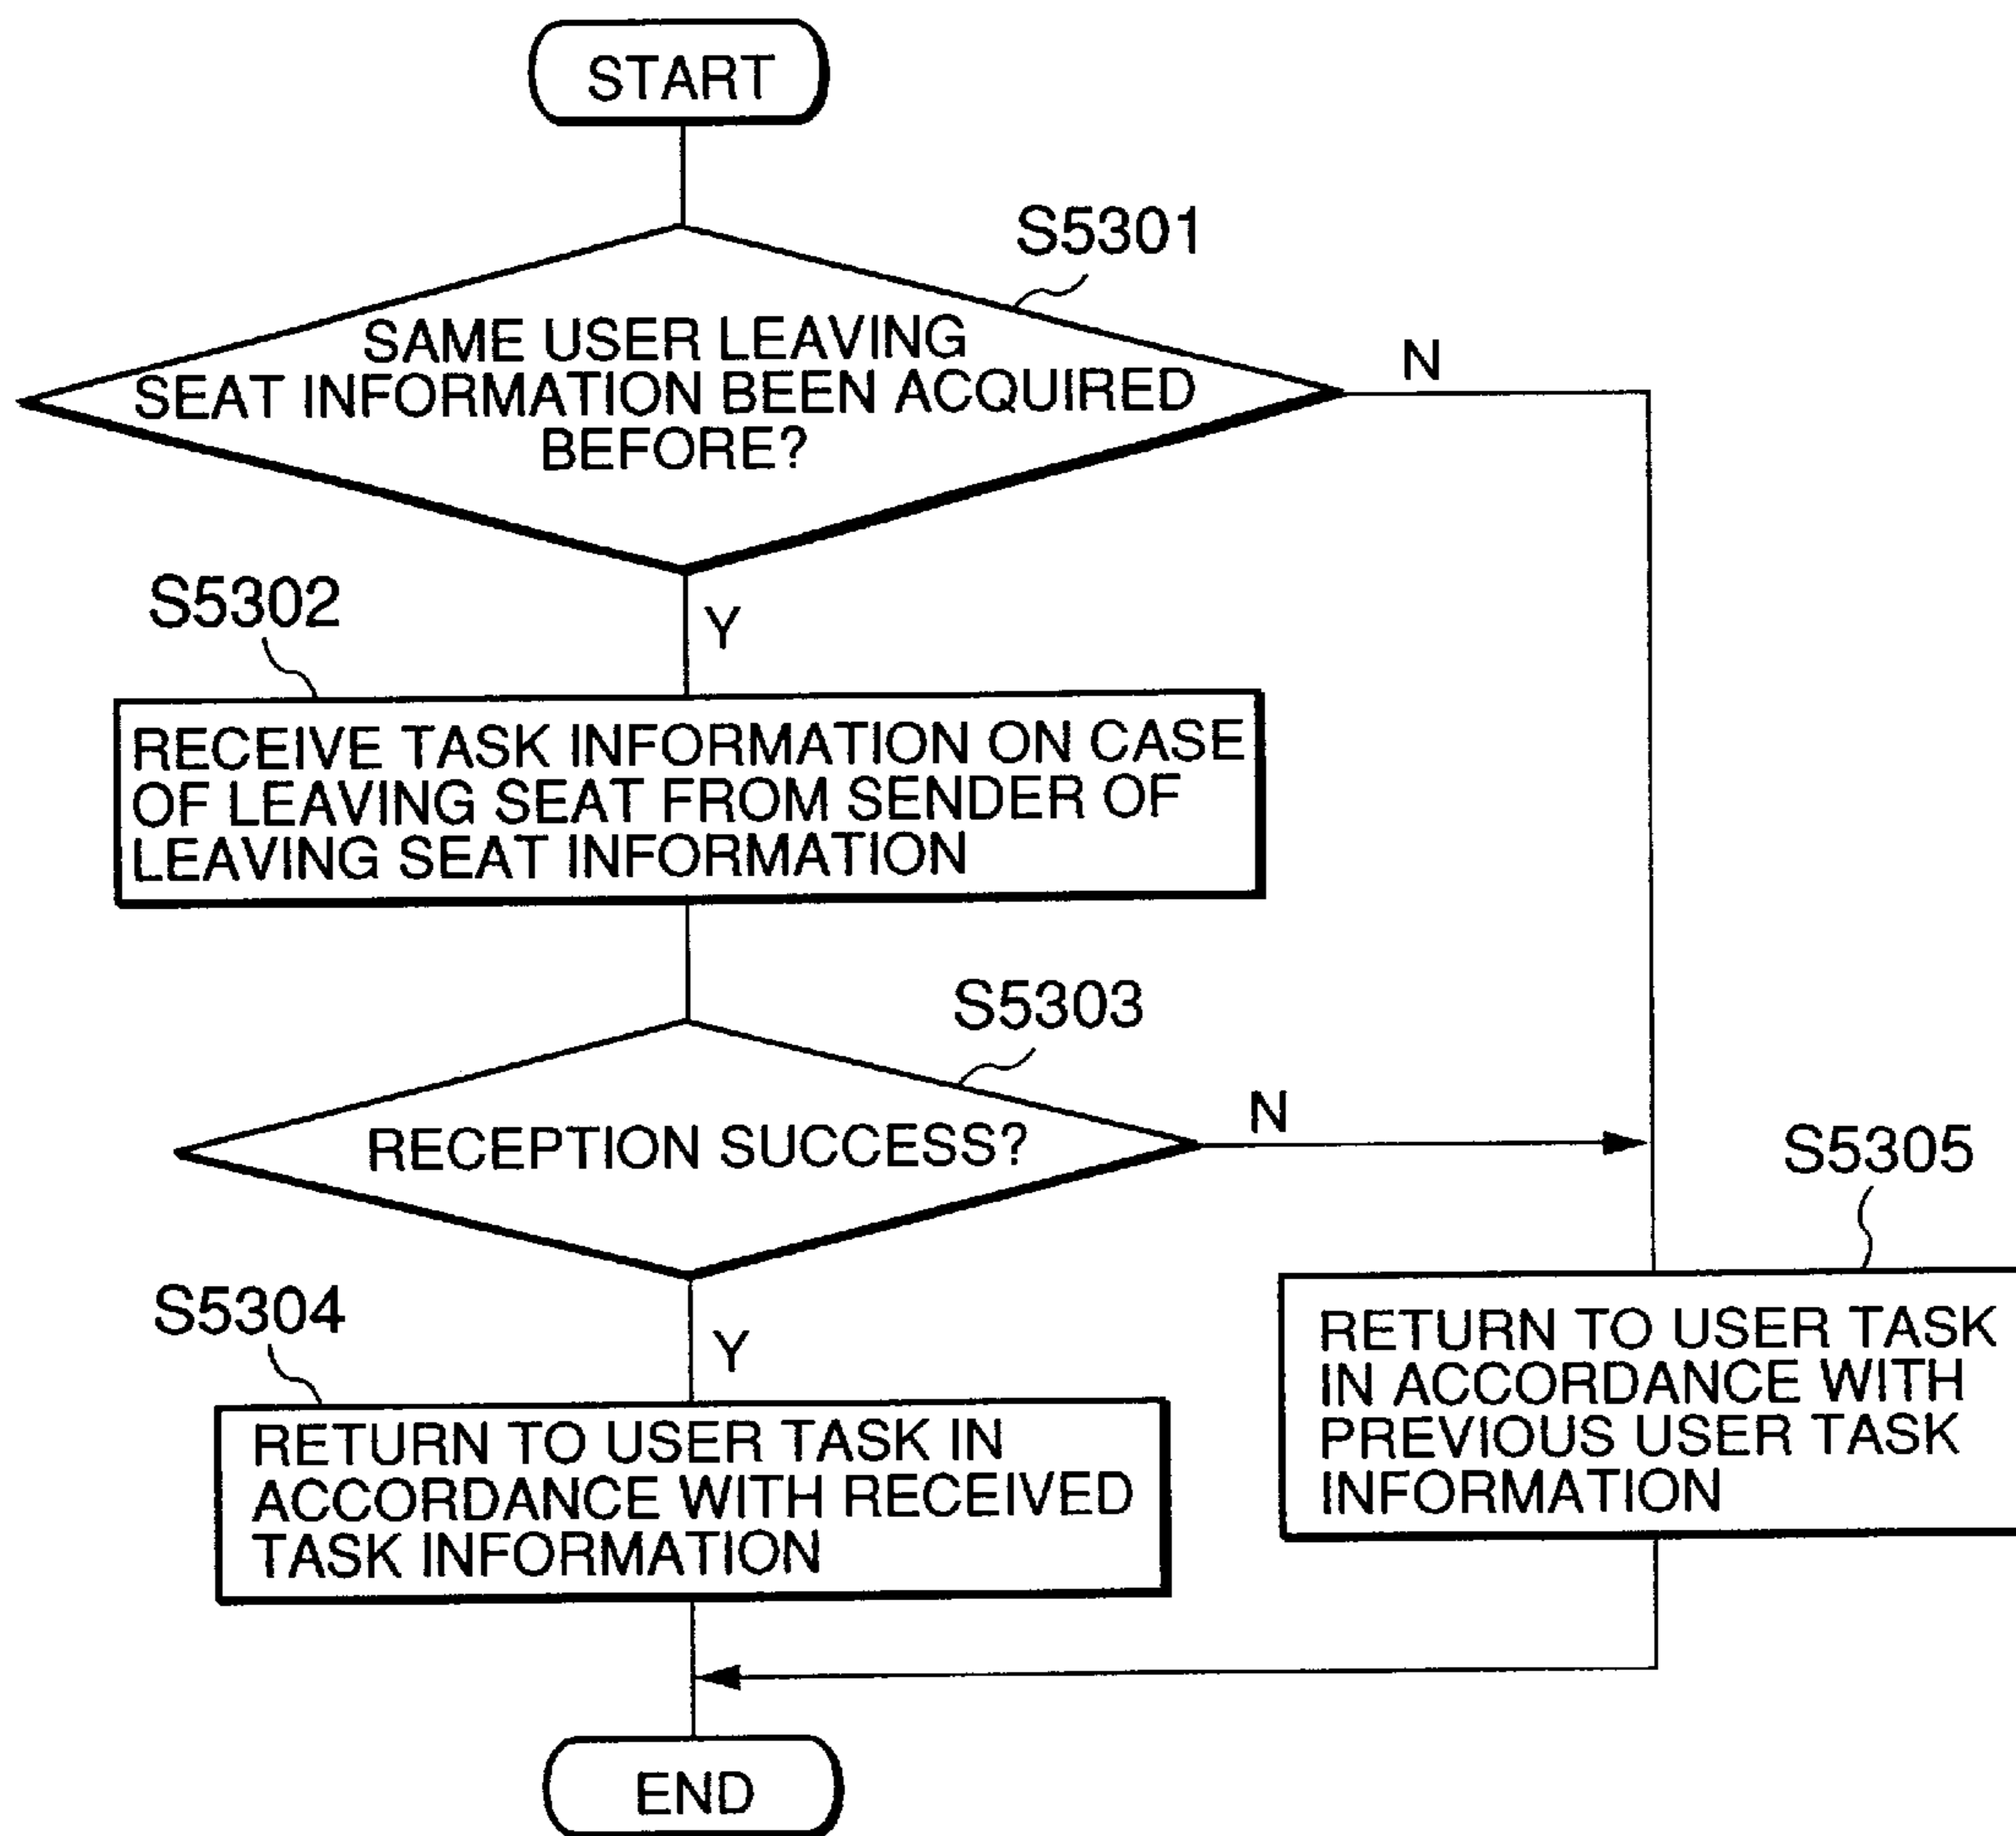 START
S5301
SAME USER LEAVING
SEAT INFORMATION BEEN ACQUIRED
BEFORE?
N
Y
S5302
RECEIVE TASK INFORMATION ON CASE
OF LEAVING SEAT FROM SENDER OF
LEAVING SEAT INFORMATION
S5303
RECEPTION SUCCESS?
N
Y
S5304
RETURN TO USER TASK IN
ACCORDANCE WITH RECEIVED
TASK INFORMATION
S5305
RETURN TO USER TASK
IN ACCORDANCE WITH
PREVIOUS USER TASK
INFORMATION
END